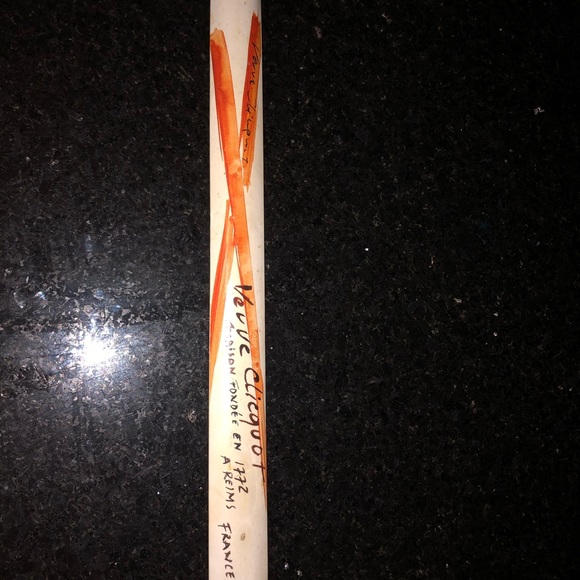 Veuve Clicquot
MAISON FONDÉE EN 1772
A REIMS FRANCE